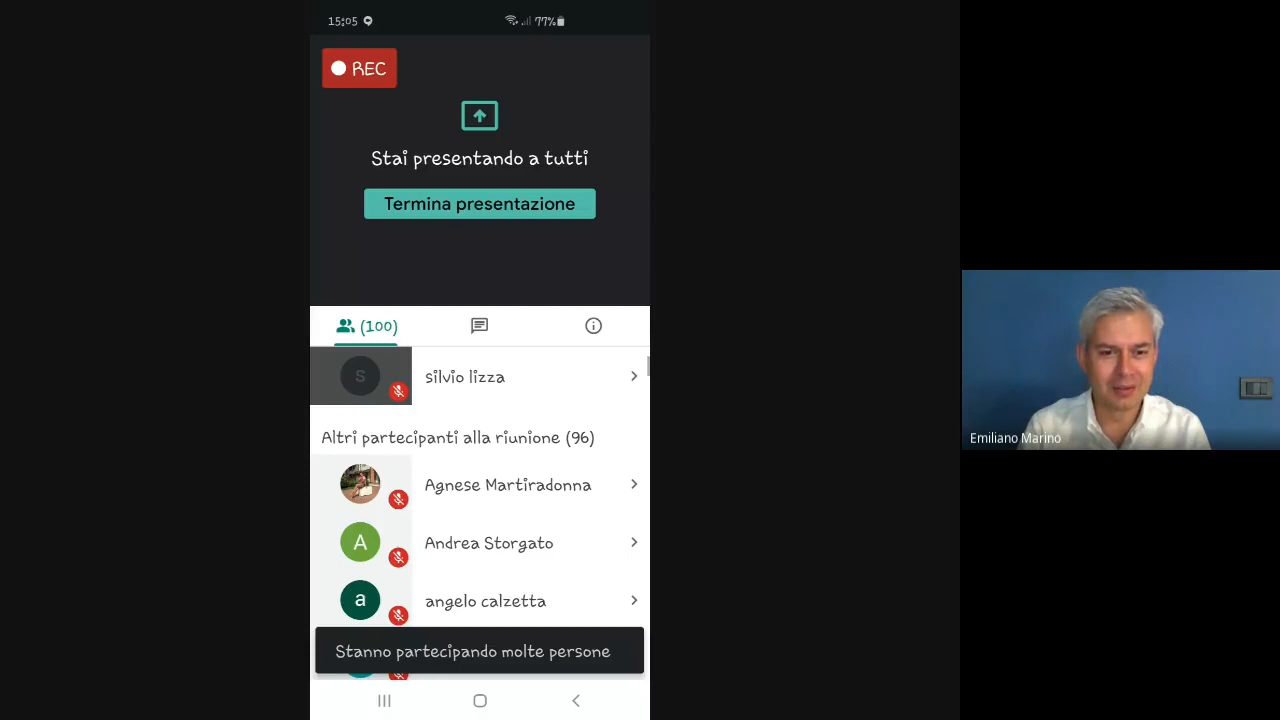 15:05 77%
REC
Stai presentando a tutti
Termina presentazione
(100)
s silvio lizza
Altri partecipanti alla riunione (96)
Agnese Martiradonna
A Andrea Storgato
a angelo calzetta
Stanno partecipando molte persone
Emiliano Marino